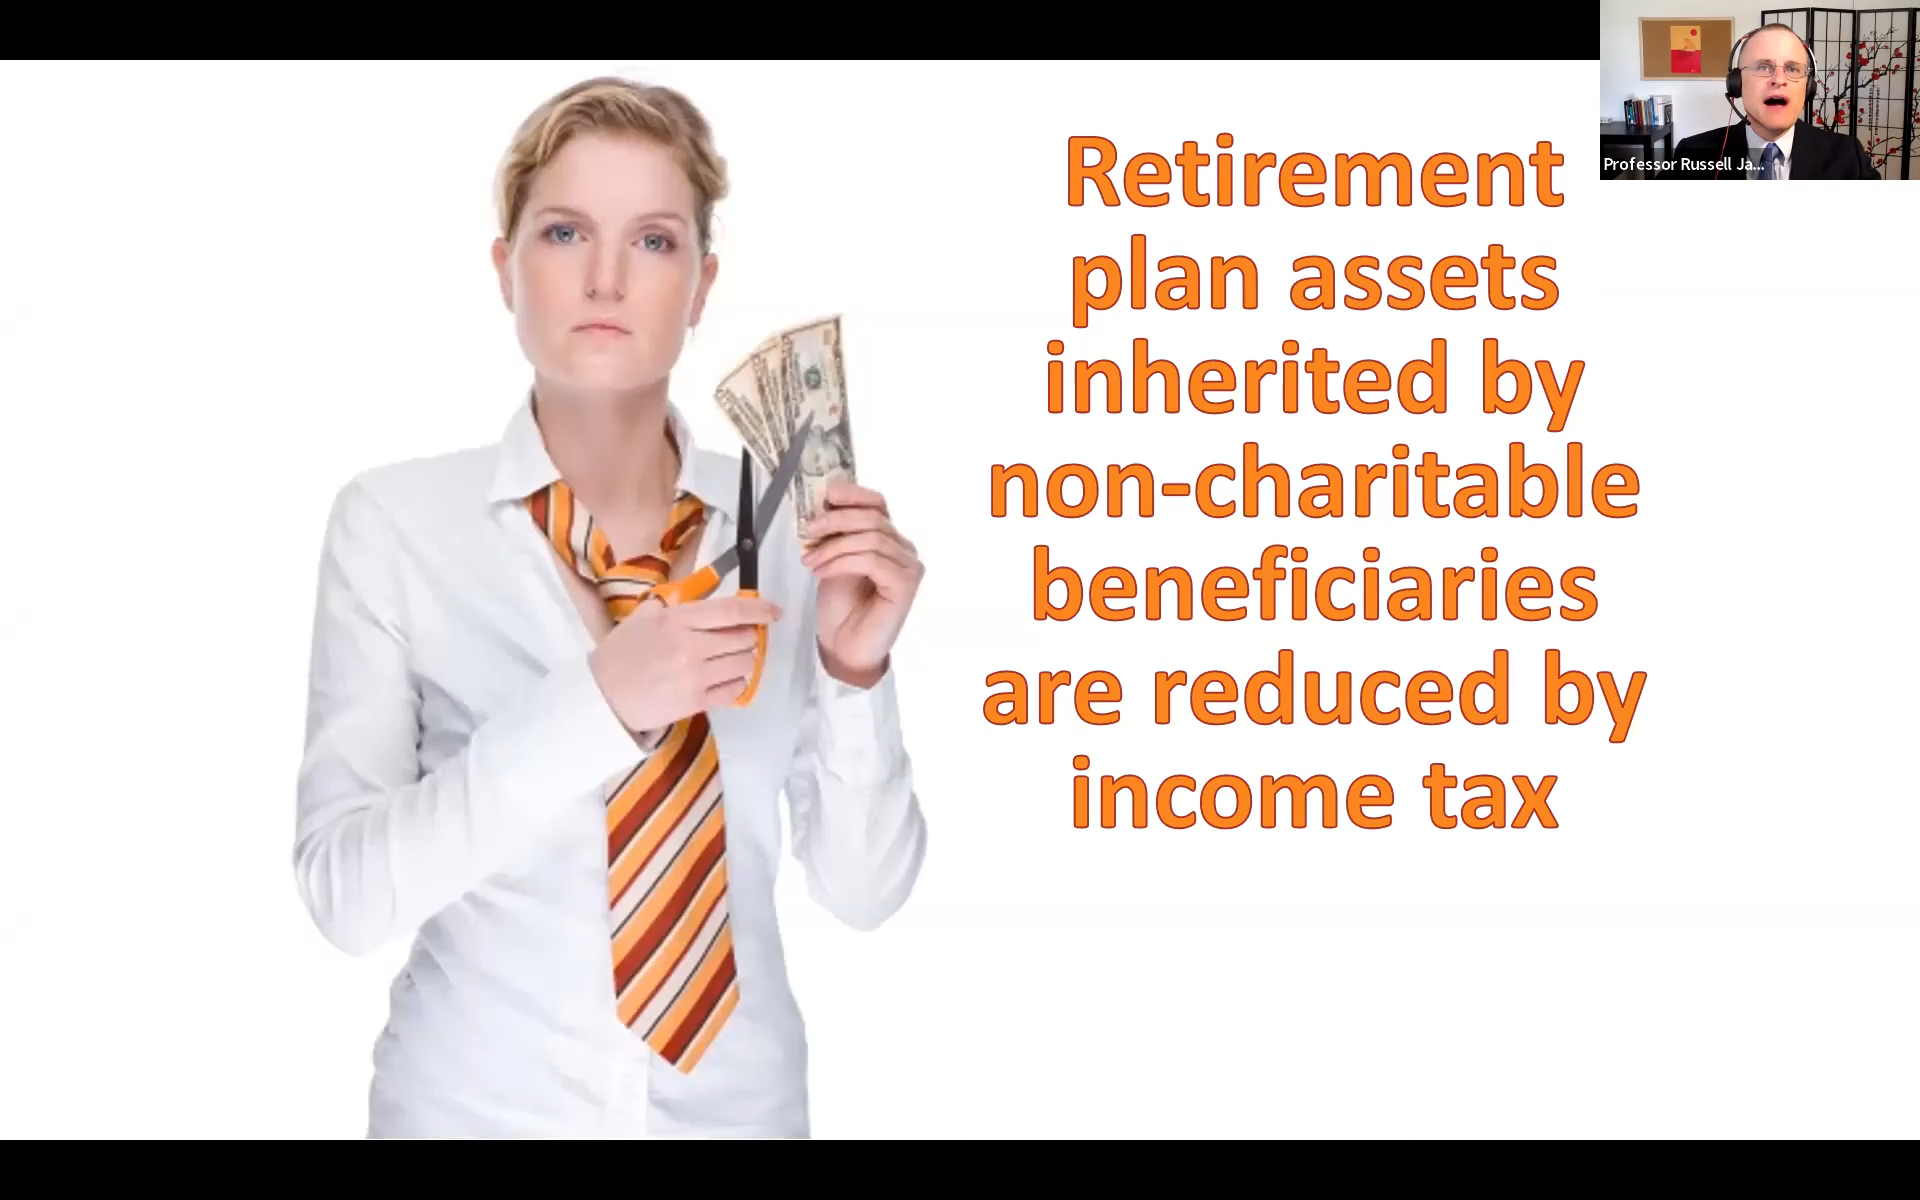 Retirement
plan assets
inherited by
non-charitable
beneficiaries
are reduced by
income tax
Professor Russell Ja...